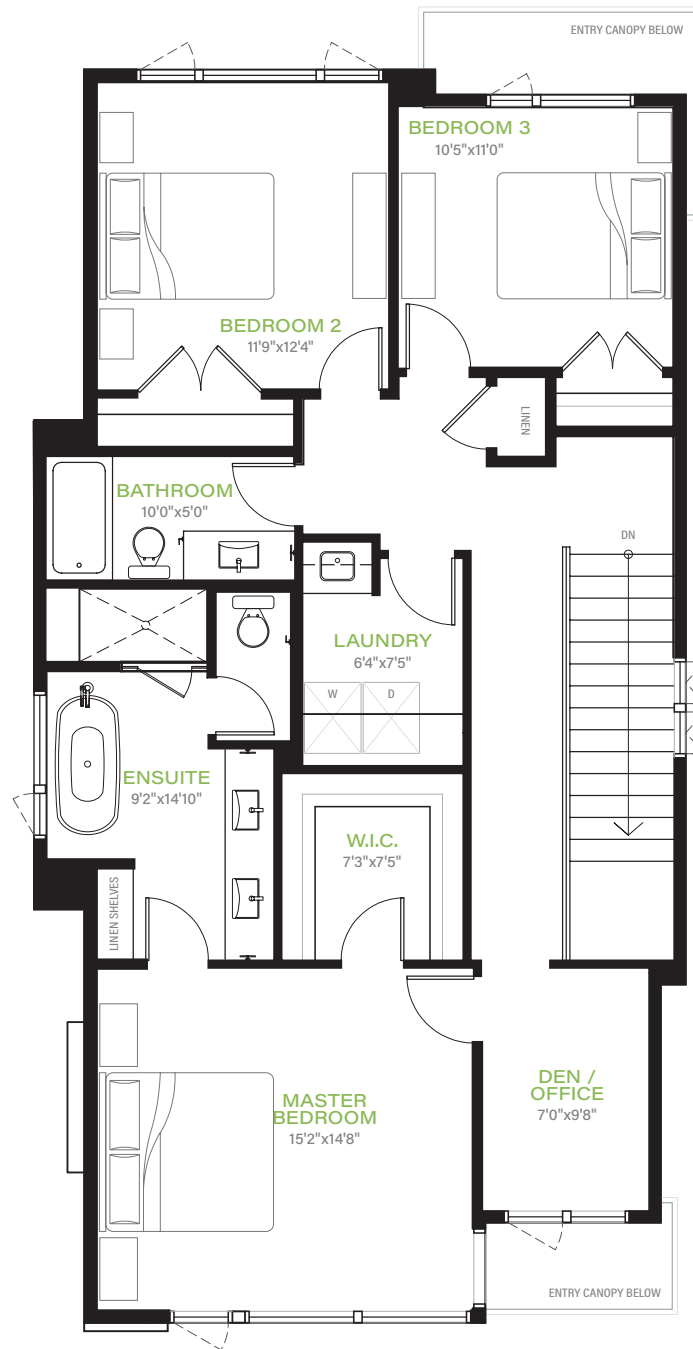 ENTRY CANOPY BELOW
BEDROOM 3
10'5"x11'0"
BEDROOM 2
11'9"x12'4"
LINEN
BATHROOM
10'0"x5'0"
DN
LAUNDRY
6'4"x7'5"
W
D
ENSUITE
9'2"x14'10"
W.I.C.
7'3"x7'5"
LINEN SHELVES
DEN /
OFFICE
7'0"x9'8"
MASTER
BEDROOM
15'2"x14'8"
ENTRY CANOPY BELOW